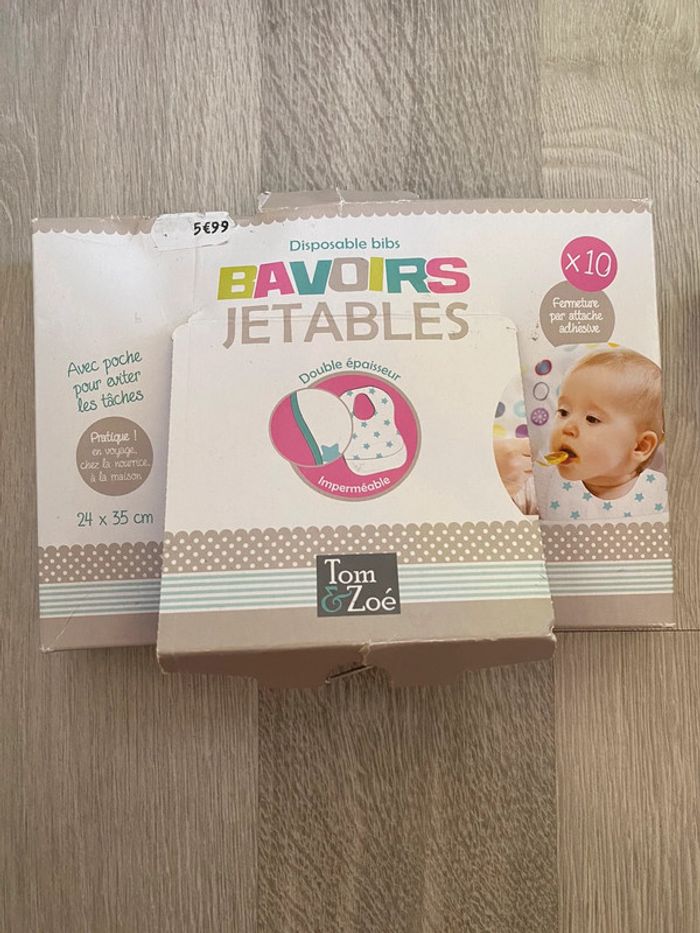 5€99
Disposable bibs
BAVOIRS
JETABLES
x10
Fermeture
par attache
adhésive
Avec poche
pour eviter
les tâches
Pratique !
en voyage,
chez la nourrice,
à la maison
24 x 35 cm
Double épaisseur
Imperméable
Tom
& Zoé